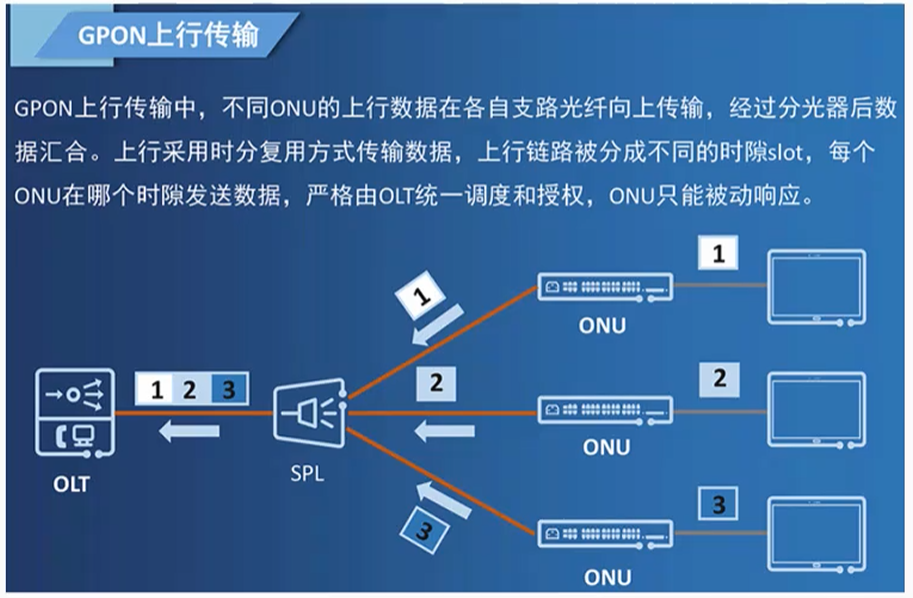 GPON上行传输
GPON上行传输中，不同ONU的上行数据在各自支路光纤向上传输，经过分光器后数
据汇合。上行采用时分复用方式传输数据，上行链路被分成不同的时隙slot，每个
ONU在哪个时隙发送数据，严格由OLT统一调度和授权，ONU只能被动响应。
1
1
ONU
1 2 3
2
2
OLT
SPL
ONU
3
3
ONU